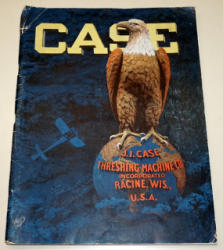 CASE
J.I. CASE
THRESHING MACHINE CO.
INCORPORATED
RACINE, WIS.,
U.S.A.